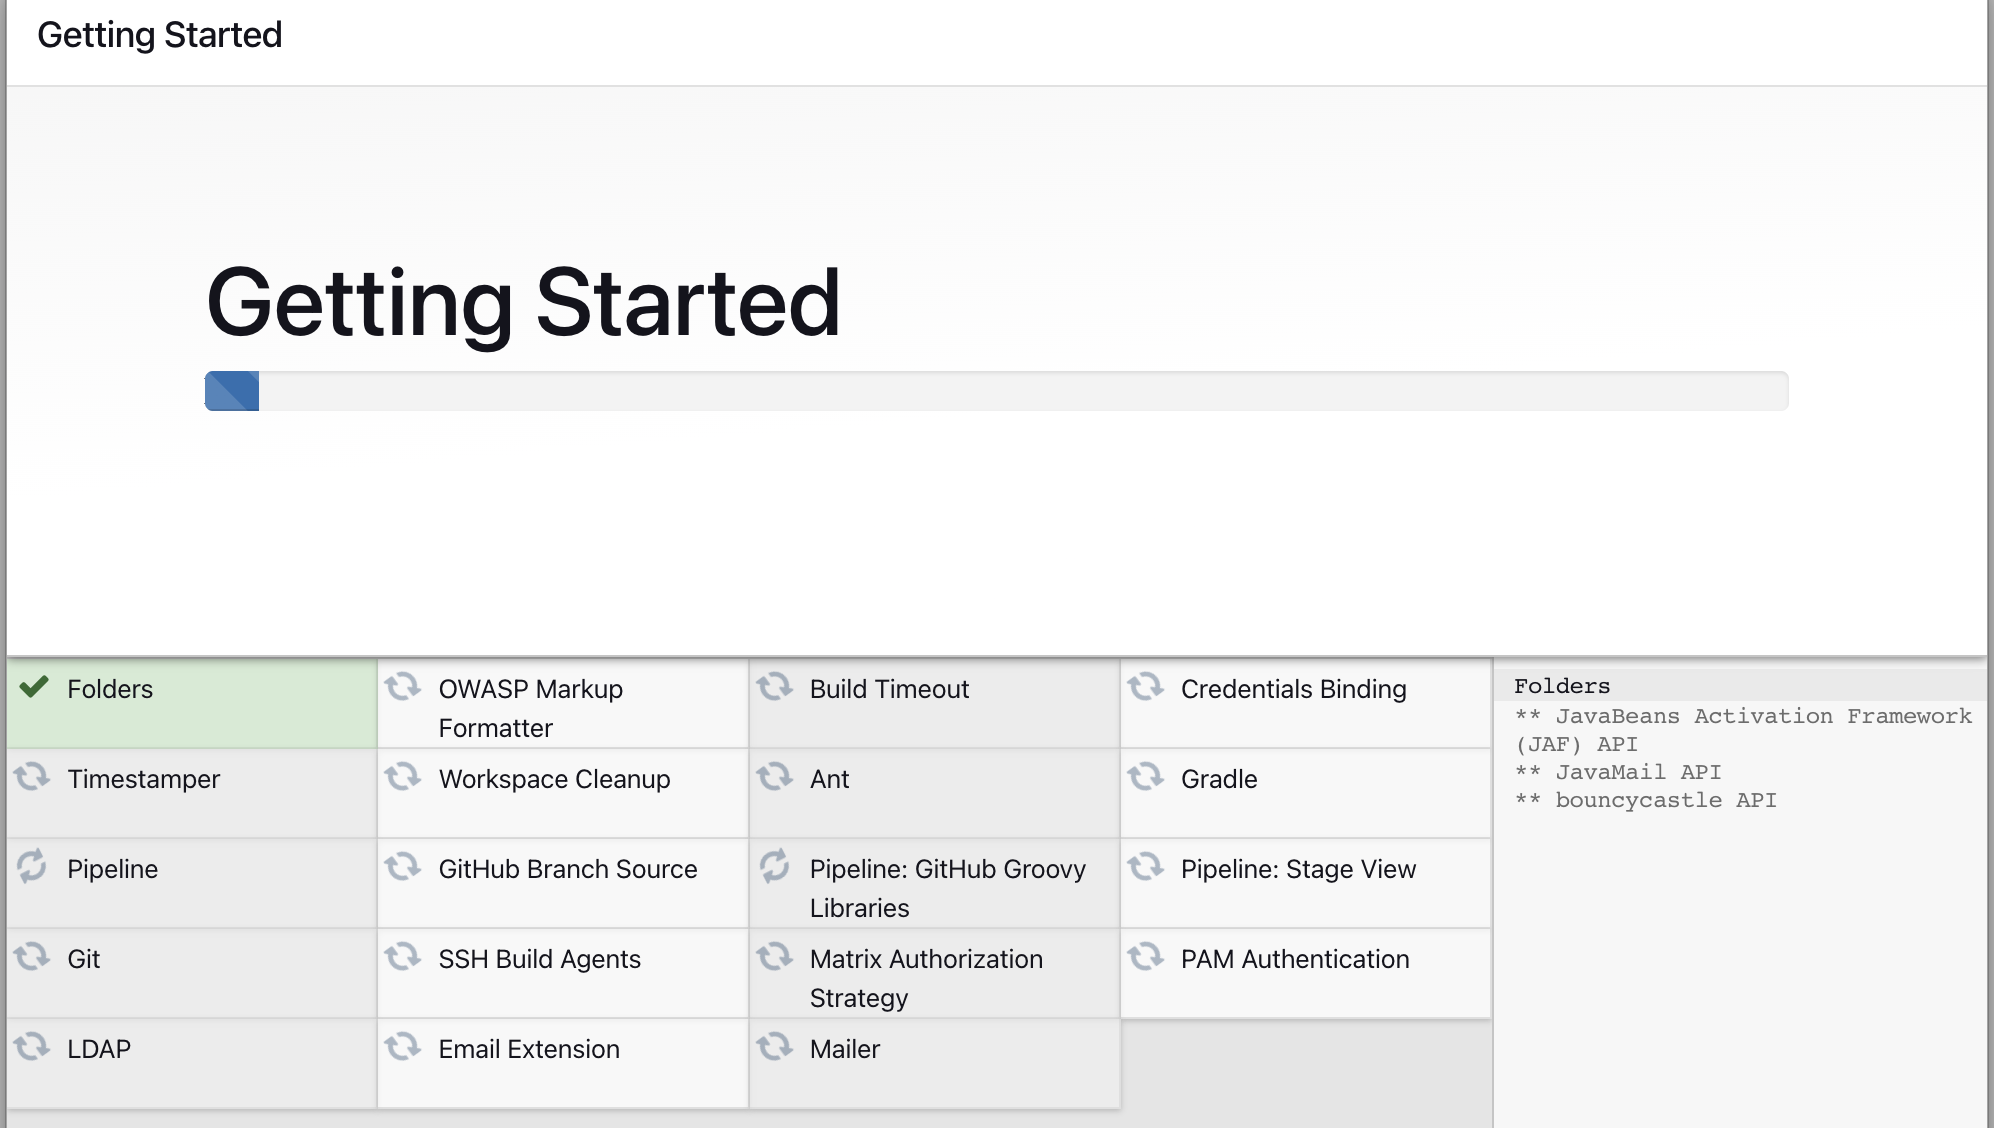 Getting Started
Getting Started
Folders
OWASP Markup
Formatter
Build Timeout
Credentials Binding
Timestamper
Workspace Cleanup
Ant
Gradle
Pipeline
GitHub Branch Source
Pipeline: GitHub Groovy
Libraries
Pipeline: Stage View
Git
SSH Build Agents
Matrix Authorization
Strategy
PAM Authentication
LDAP
Email Extension
Mailer
Folders
** JavaBeans Activation Framework
(JAF) API
** JavaMail API
** bouncycastle API